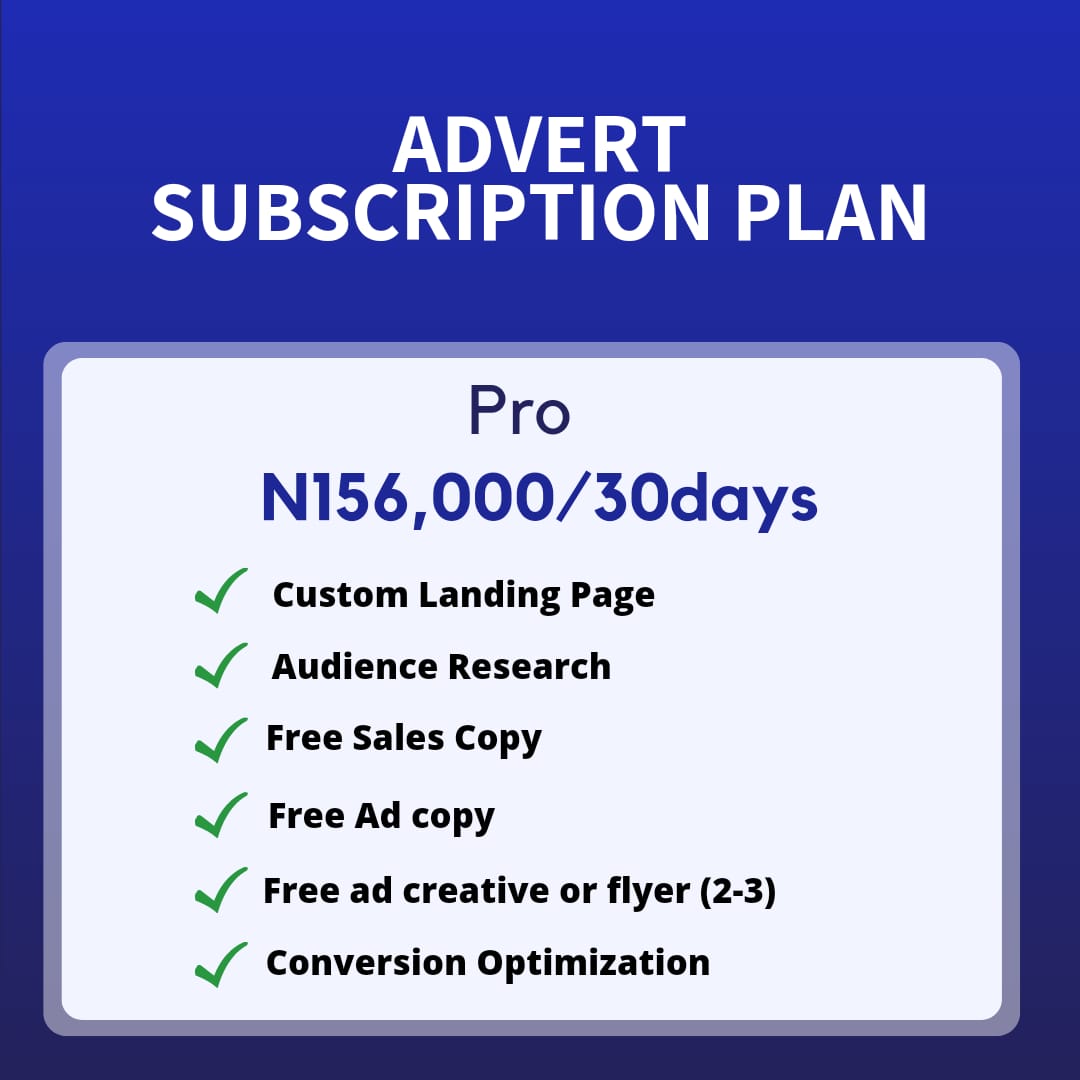 ADVERT
SUBSCRIPTION PLAN
Pro
N156,000/30days
Custom Landing Page
Audience Research
Free Sales Copy
Free Ad copy
Free ad creative or flyer (2-3)
Conversion Optimization